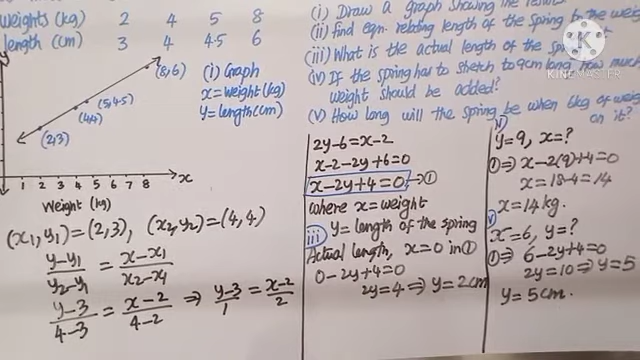 weights (kg) 2 4 5 8
length (cm) 3 4 4.5 6
(i) Draw a graph showing the
(ii) find eqn. relating length of the spring to the
(iii) What is the actual length of the
(iv) If the spring has to stretch to 9cm long, how much
weight should be added?
(v) How long will the spring be when 6kg of
on it?
KINEMASTER
(8,6)
(5,4.5)
(4,4)
(2,3)
1 2 3 4 5 6 7 8 x
Weight (kg)
(i) Graph
x=weight(kg)
y=length(cm)
(x1, y1) = (2,3), (x2, y2) = (4,4)
y-y1/y2-y1 = x-x1/x2-x1
y-3/4-3 = x-2/4-2 ⇒ y-3/1 = x-2/2
2y-6=x-2
x-2-2y+6=0
x-2y+4=0 →①
where x=weight
y= length of the spring
iii
Actual length, x=0 in ①
0-2y+4=0
2y=4 ⇒ y=2cm
y=9, x=?
①⇒ x-2(9)+4=0
x=18-4=14
x=14kg.
v
x=6, y=?
①⇒ 6-2y+4=0
2y=10 ⇒ y=5
y=5cm.